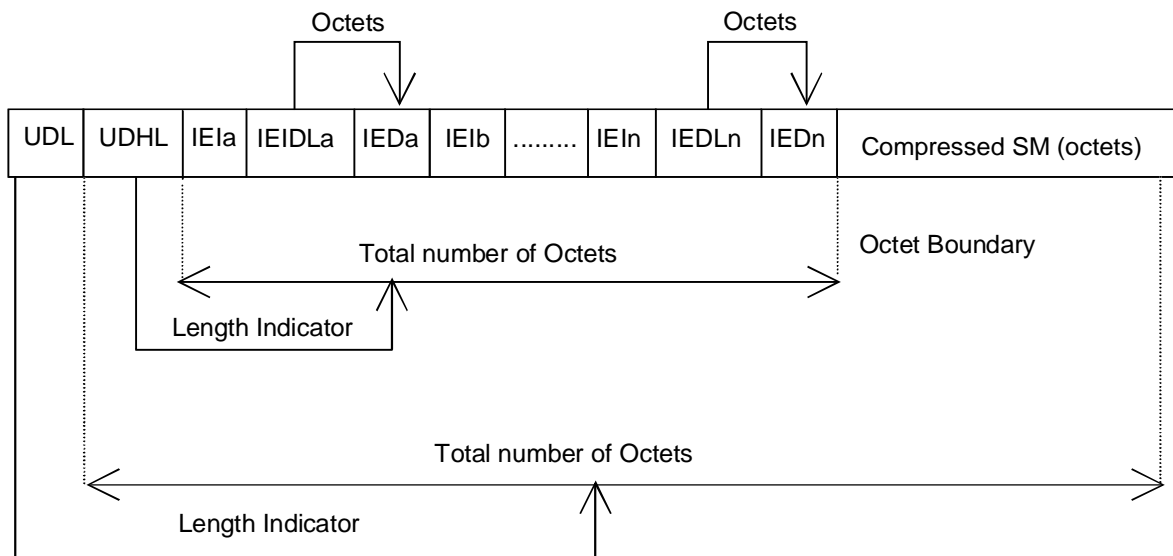 Octets Octets
UDL UDHL IEIa IEIDLa IEDa IEIb ......... IEIn IEDLn IEDn Compressed SM (octets)
Total number of Octets
Octet Boundary
Length Indicator
Total number of Octets
Length Indicator